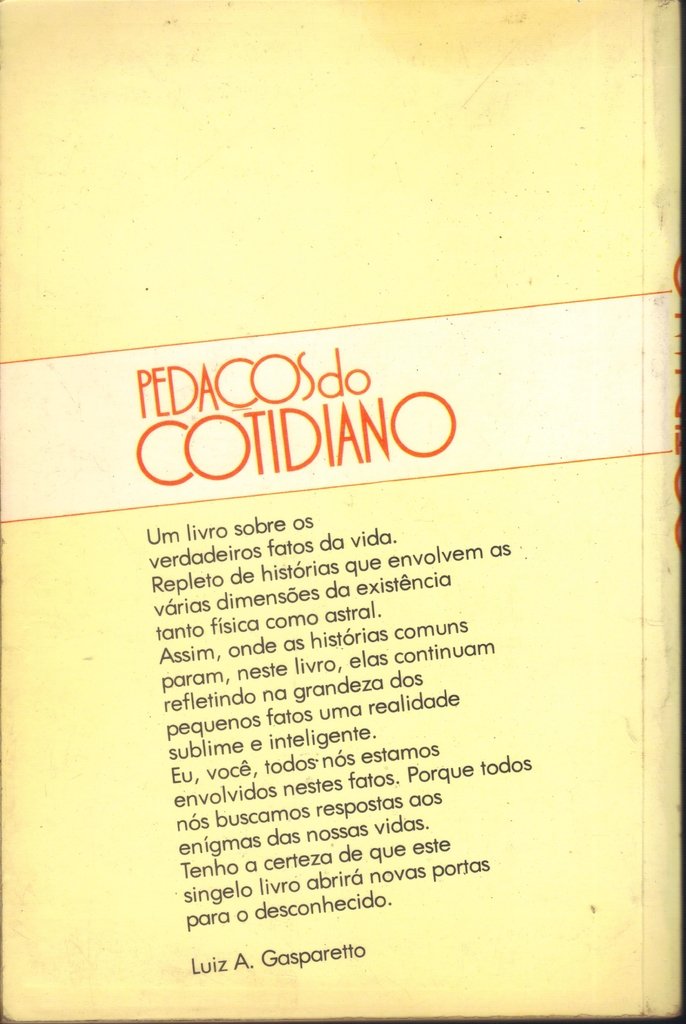 PEDAÇOS do
COTIDIANO
Um livro sobre os
verdadeiros fatos da vida.
Repleto de histórias que envolvem as
várias dimensões da existência
tanto física como astral.
Assim, onde as histórias comuns
param, neste livro, elas continuam
refletindo na grandeza dos
pequenos fatos uma realidade
sublime e inteligente.
Eu, você, todos nós estamos
envolvidos nestes fatos. Porque todos
nós buscamos respostas aos
enígmas das nossas vidas.
Tenho a certeza de que este
singelo livro abrirá novas portas
para o desconhecido.
Luiz A. Gasparetto